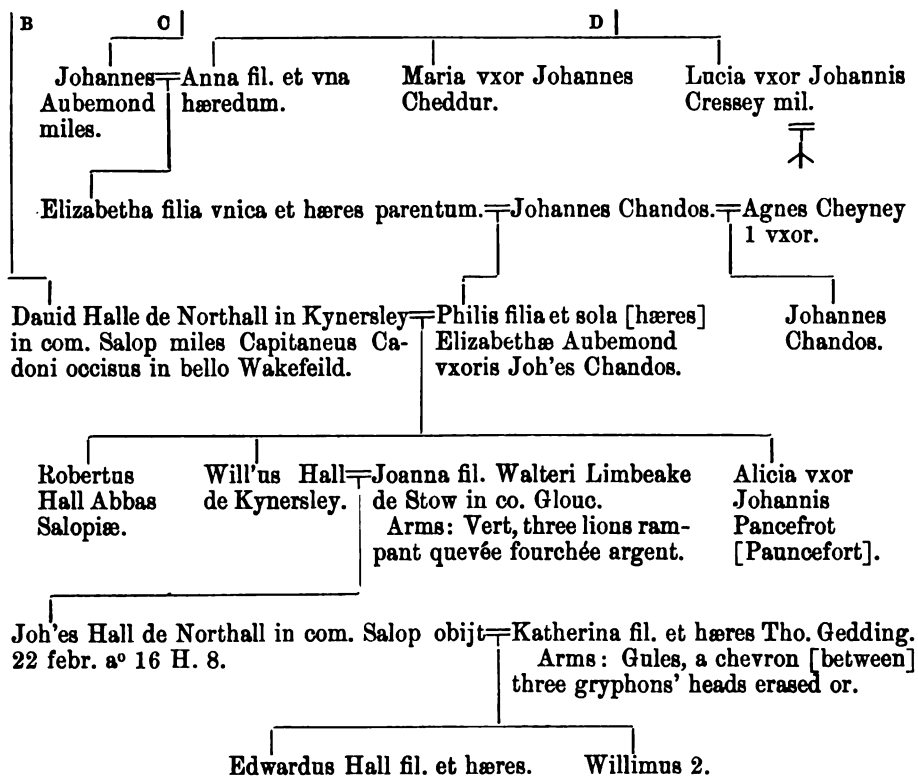 B
C
D
Johannes
Aubemond
miles.
Anna fil. et vna
hæredum.
Maria vxor Johannes
Cheddur.
Lucia vxor Johannis
Cressey mil.
Elizabetha filia vnica et hæres parentum.
Johannes Chandos.
Agnes Cheyney
1 vxor.
Dauid Halle de Northall in Kynersley
in com. Salop miles Capitaneus Ca-
doni occisus in bello Wakefeild.
Philis filia et sola [hæres]
Elizabethæ Aubemond
vxoris Joh'es Chandos.
Johannes
Chandos.
Robertus
Hall Abbas
Salopiæ.
Will'us Hall
de Kynersley.
Joanna fil. Walteri Limbeake
de Stow in co. Glouc.
Arms: Vert, three lions ram-
pant quevée fourchée argent.
Alicia vxor
Johannis
Pancefrot
[Pauncefort].
Joh'es Hall de Northall in com. Salop obijt
22 febr. aº 16 H. 8.
Katherina fil. et hæres Tho. Gedding.
Arms: Gules, a chevron [between]
three gryphons' heads erased or.
Edwardus Hall fil. et hæres.
Willimus 2.